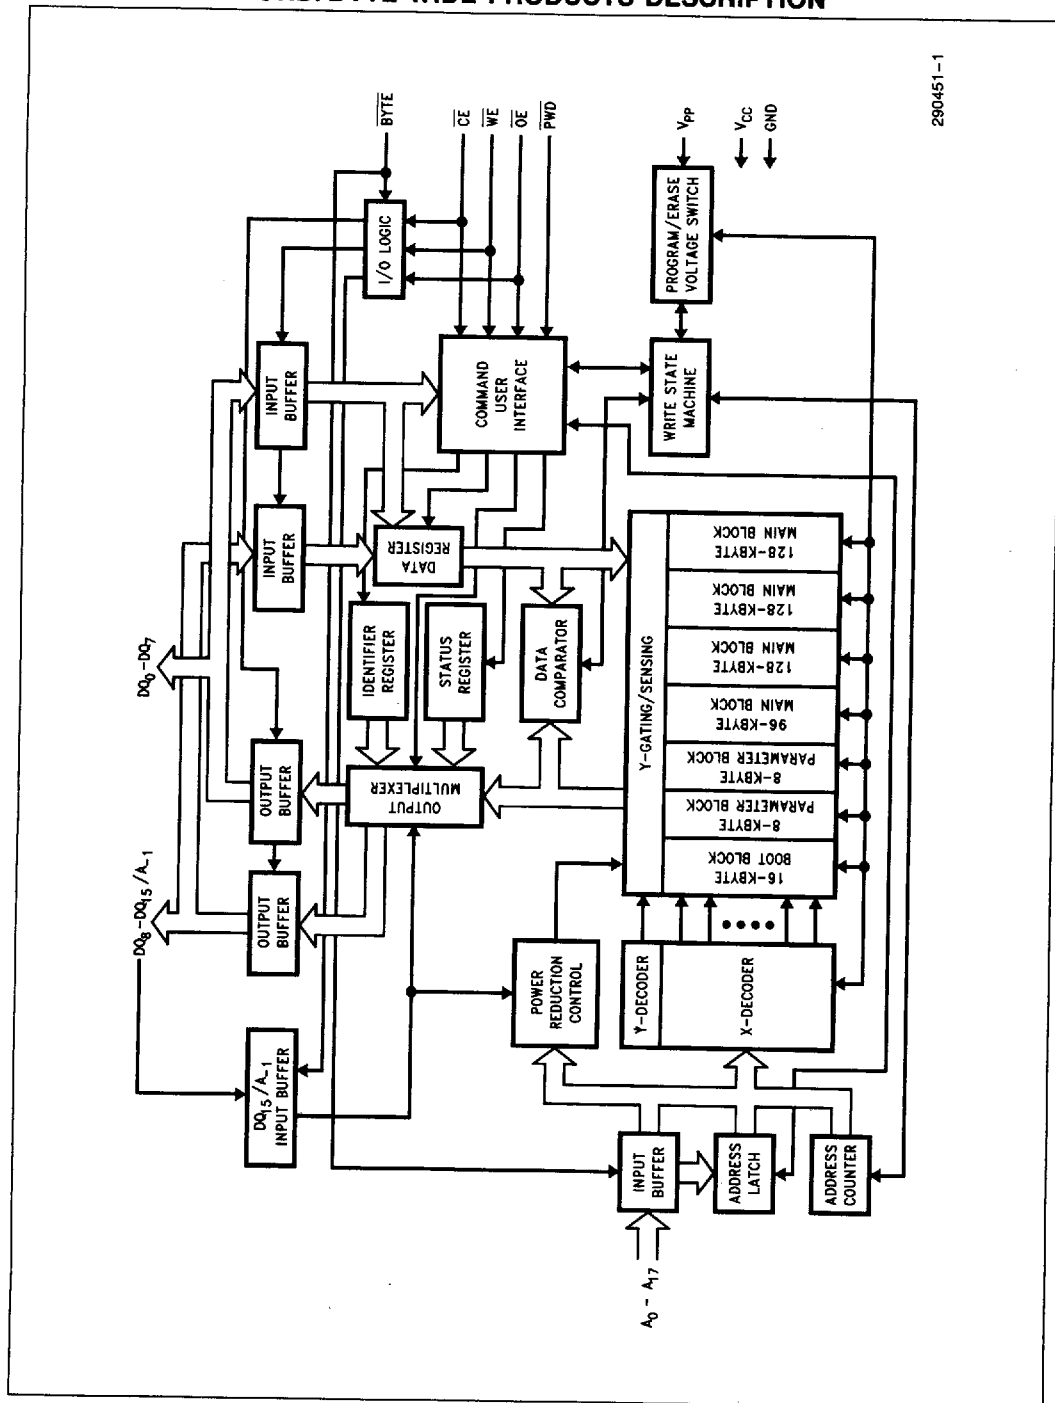 PRODUCTS DESCRIPTION
DQ8-DQ15/A-1
DQ0-DQ7
DQ15/A-1
INPUT BUFFER
OUTPUT
BUFFER
OUTPUT
BUFFER
INPUT
BUFFER
INPUT
BUFFER
I/O LOGIC
BYTE
CE
WE
OE
PWD
OUTPUT
MULTIPLEXER
IDENTIFIER
REGISTER
STATUS
REGISTER
DATA
REGISTER
COMMAND
USER
INTERFACE
POWER
REDUCTION
CONTROL
DATA
COMPARATOR
WRITE STATE
MACHINE
PROGRAM/ERASE
VOLTAGE SWITCH
VPP
VCC
GND
A0 - A17
INPUT
BUFFER
ADDRESS
LATCH
ADDRESS
COUNTER
Y-DECODER
X-DECODER
Y-GATING/SENSING
16-KBYTE
BOOT BLOCK
8-KBYTE
PARAMETER BLOCK
8-KBYTE
PARAMETER BLOCK
96-KBYTE
MAIN BLOCK
128-KBYTE
MAIN BLOCK
128-KBYTE
MAIN BLOCK
128-KBYTE
MAIN BLOCK
290451-1